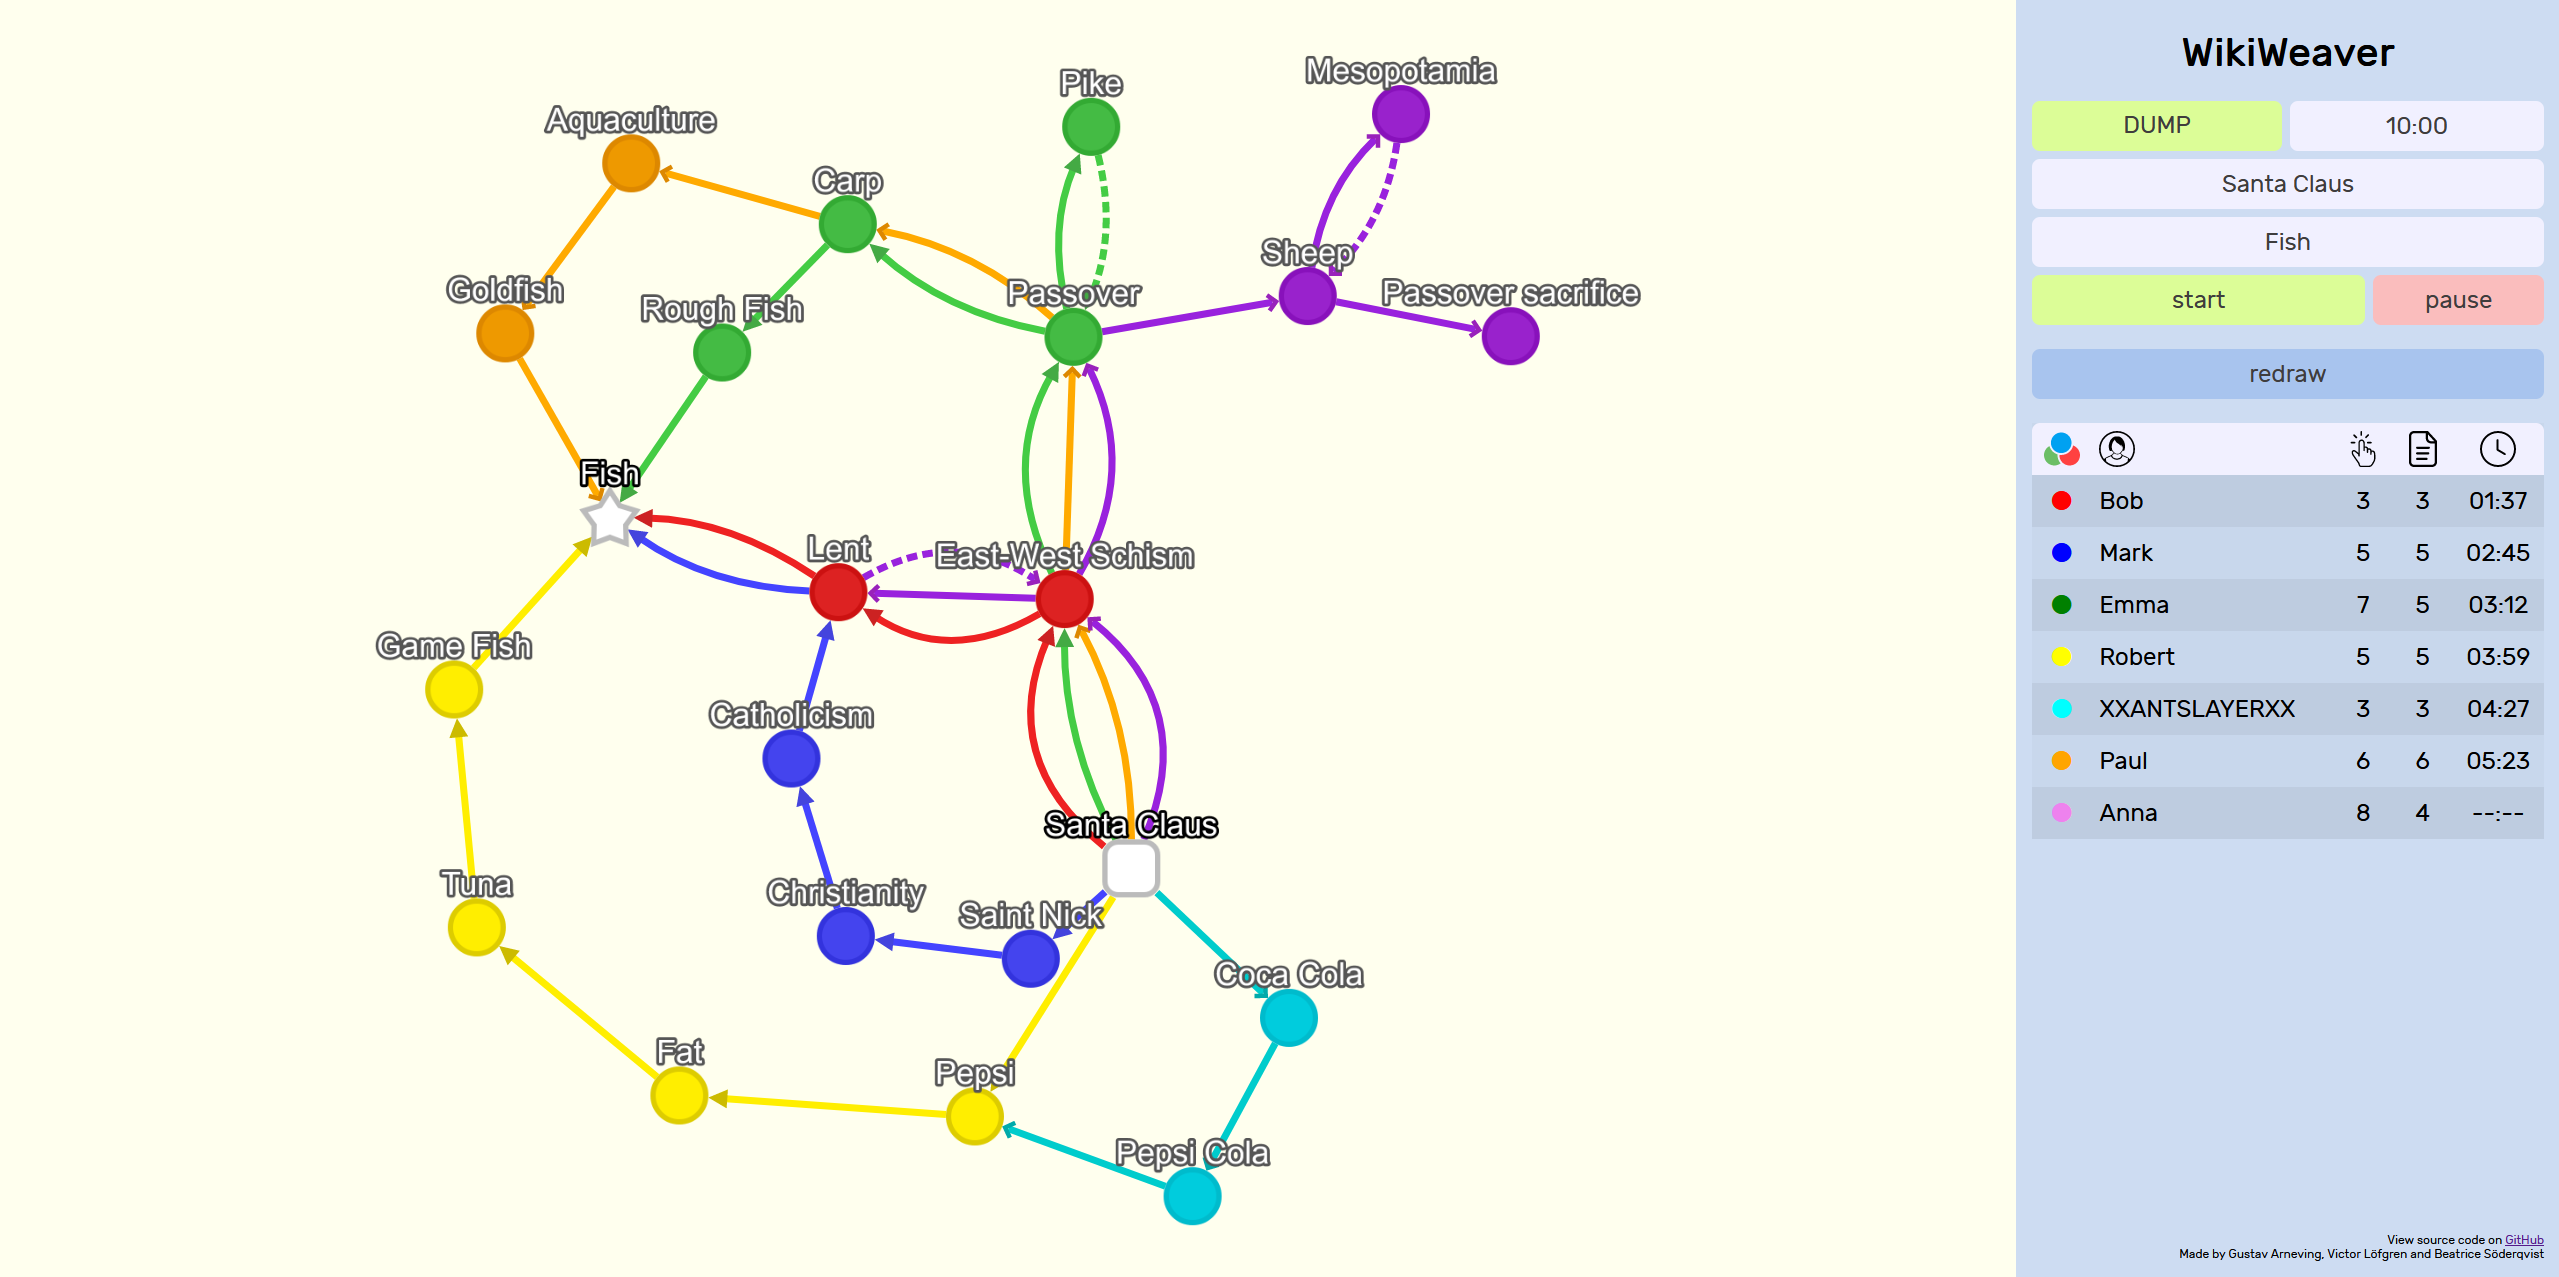 Mesopotamia
Pike
Aquaculture
Carp
Sheep
Goldfish
Rough Fish
Passover
Passover sacrifice
Fish
Lent
East-West Schism
Game Fish
Catholicism
Santa Claus
Tuna
Christianity
Saint Nick
Coca Cola
Fat
Pepsi
Pepsi Cola
WikiWeaver
DUMP 10:00
Santa Claus
Fish
start pause
redraw
Bob 3 3 01:37
Mark 5 5 02:45
Emma 7 5 03:12
Robert 5 5 03:59
XXANTSLAYERXX 3 3 04:27
Paul 6 6 05:23
Anna 8 4 --:--
View source code on GitHub
Made by Gustav Arneving, Victor Löfgren and Beatrice Söderqvist